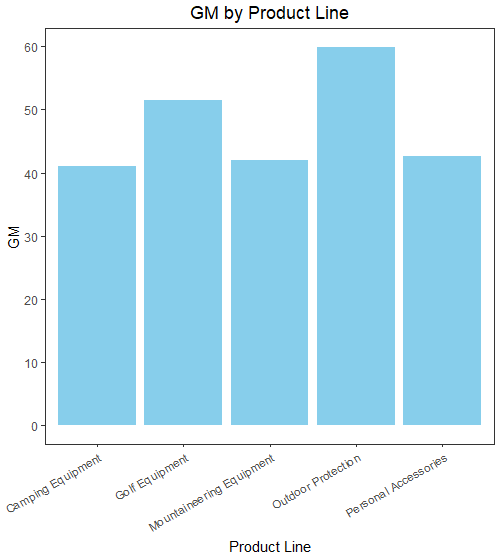 GM by Product Line
60
50
40
30
20
10
0
GM
Camping Equipment
Golf Equipment
Mountaineering Equipment
Outdoor Protection
Personal Accessories
Product Line